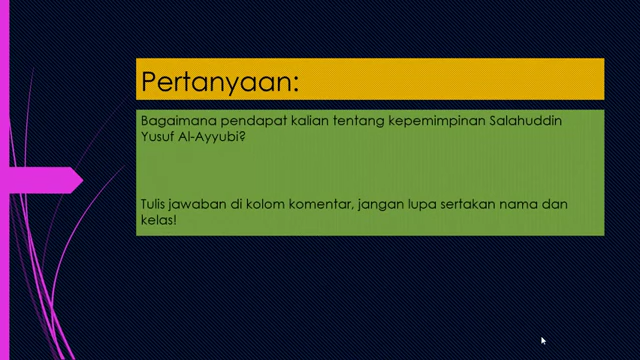 Pertanyaan:
Bagaimana pendapat kalian tentang kepemimpinan Salahuddin
Yusuf Al-Ayyubi?
Tulis jawaban di kolom komentar, jangan lupa sertakan nama dan
kelas!